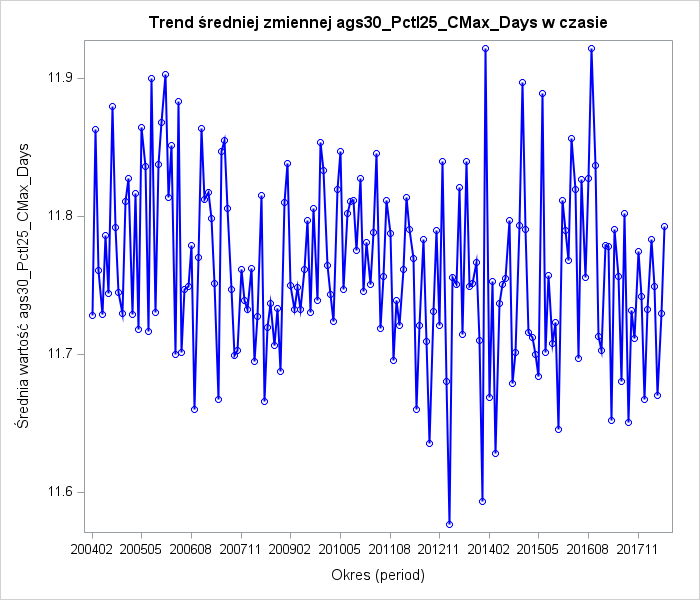 Trend średniej zmiennej ags30_Pctl25_CMax_Days w czasie
Średnia wartość ags30_Pctl25_CMax_Days
11.9
11.8
11.7
11.6
200402 200505 200608 200711 200902 201005 201108 201211 201402 201505 201608 201711
Okres (period)